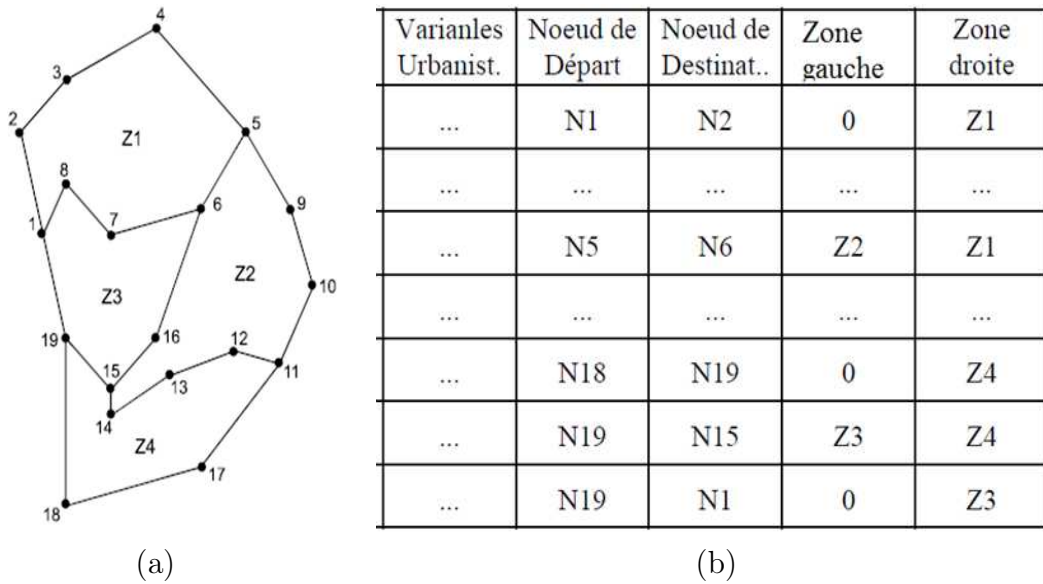 4
3
2
5
Z1
8
6
9
1
7
Z2
10
Z3
19
16
12
15
11
13
14
Z4
17
18
(a)
Varianles Urbanist. Noeud de Départ Noeud de Destinat.. Zone gauche Zone droite
... N1 N2 0 Z1
... ... ... ... ...
... N5 N6 Z2 Z1
... ... ... ... ...
... N18 N19 0 Z4
... N19 N15 Z3 Z4
... N19 N1 0 Z3
(b)